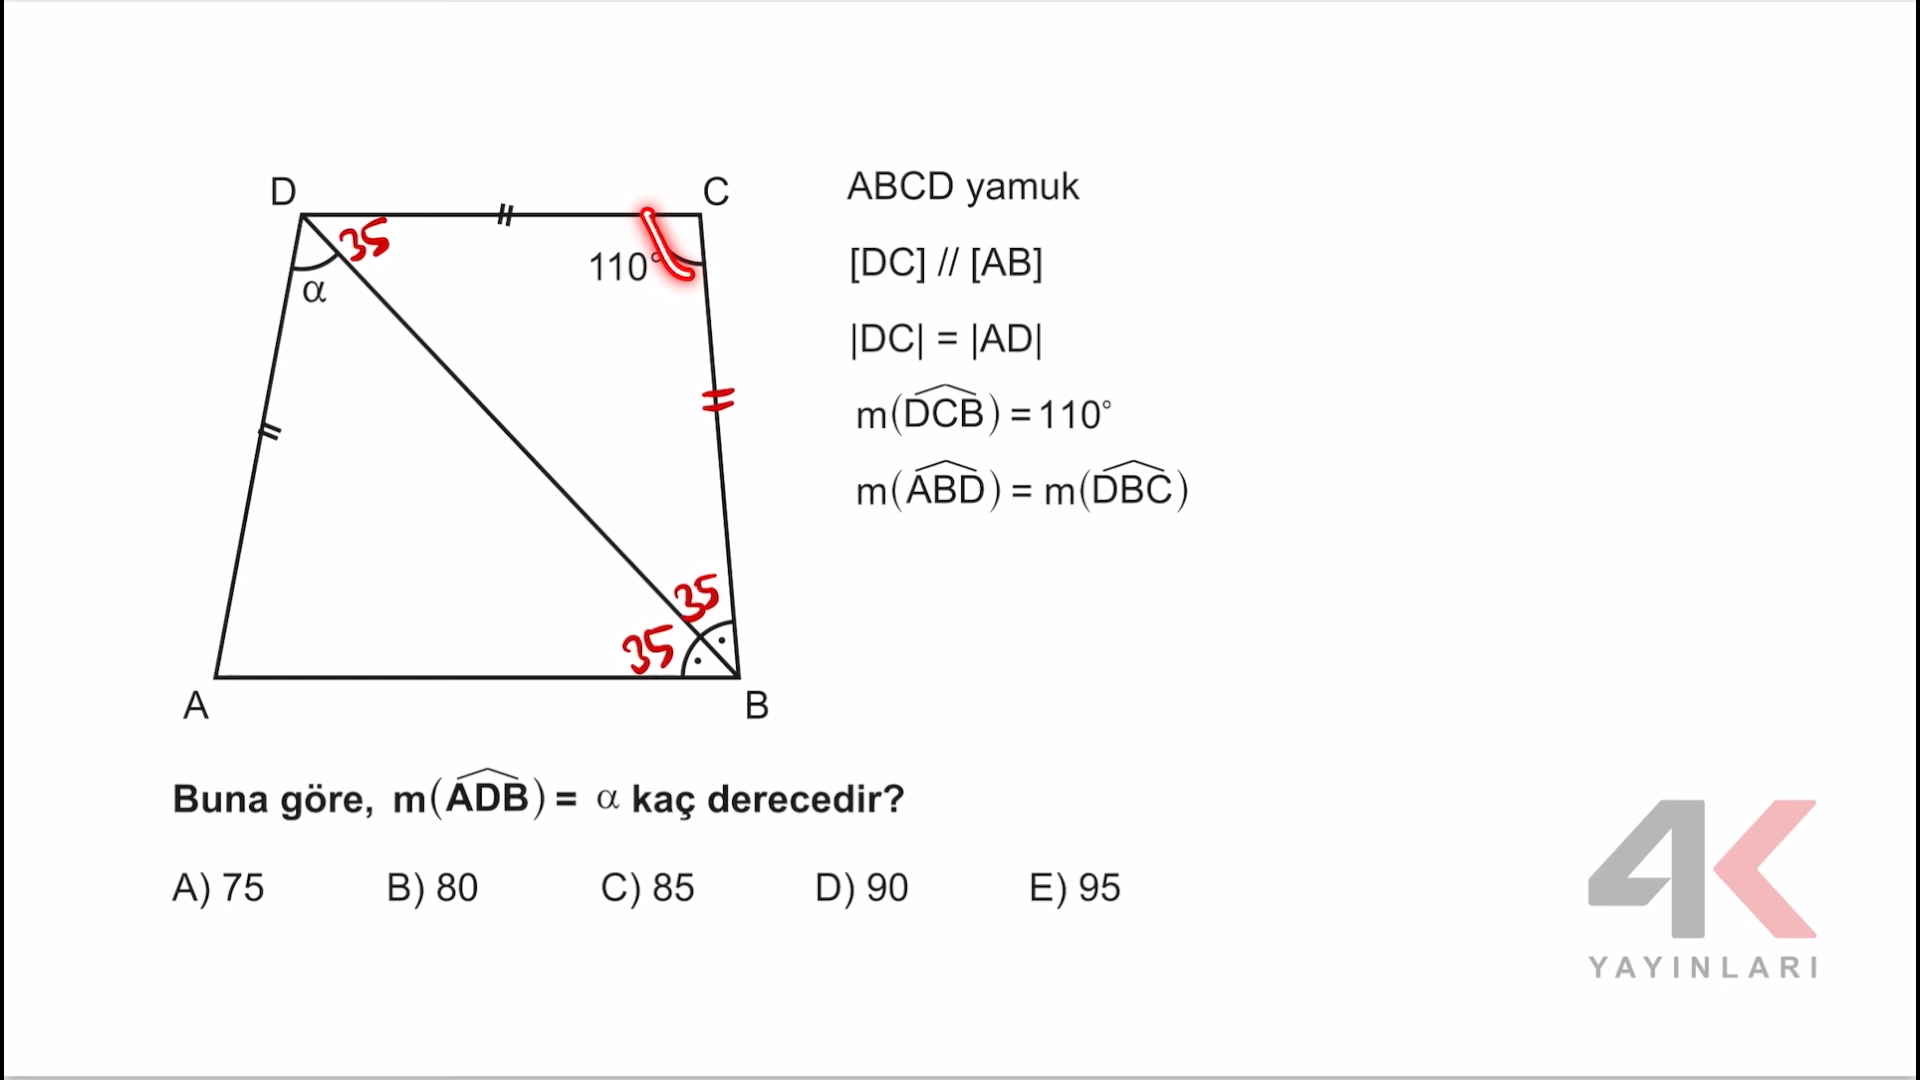 D
C
35
110°
α
35
35
A
B
ABCD yamuk
[DC] // [AB]
|DC| = |AD|
m(DCB) = 110°
m(ABD) = m(DBC)
Buna göre, m(ADB) = α kaç derecedir?
A) 75 B) 80 C) 85 D) 90 E) 95
4K
YAYINLARI